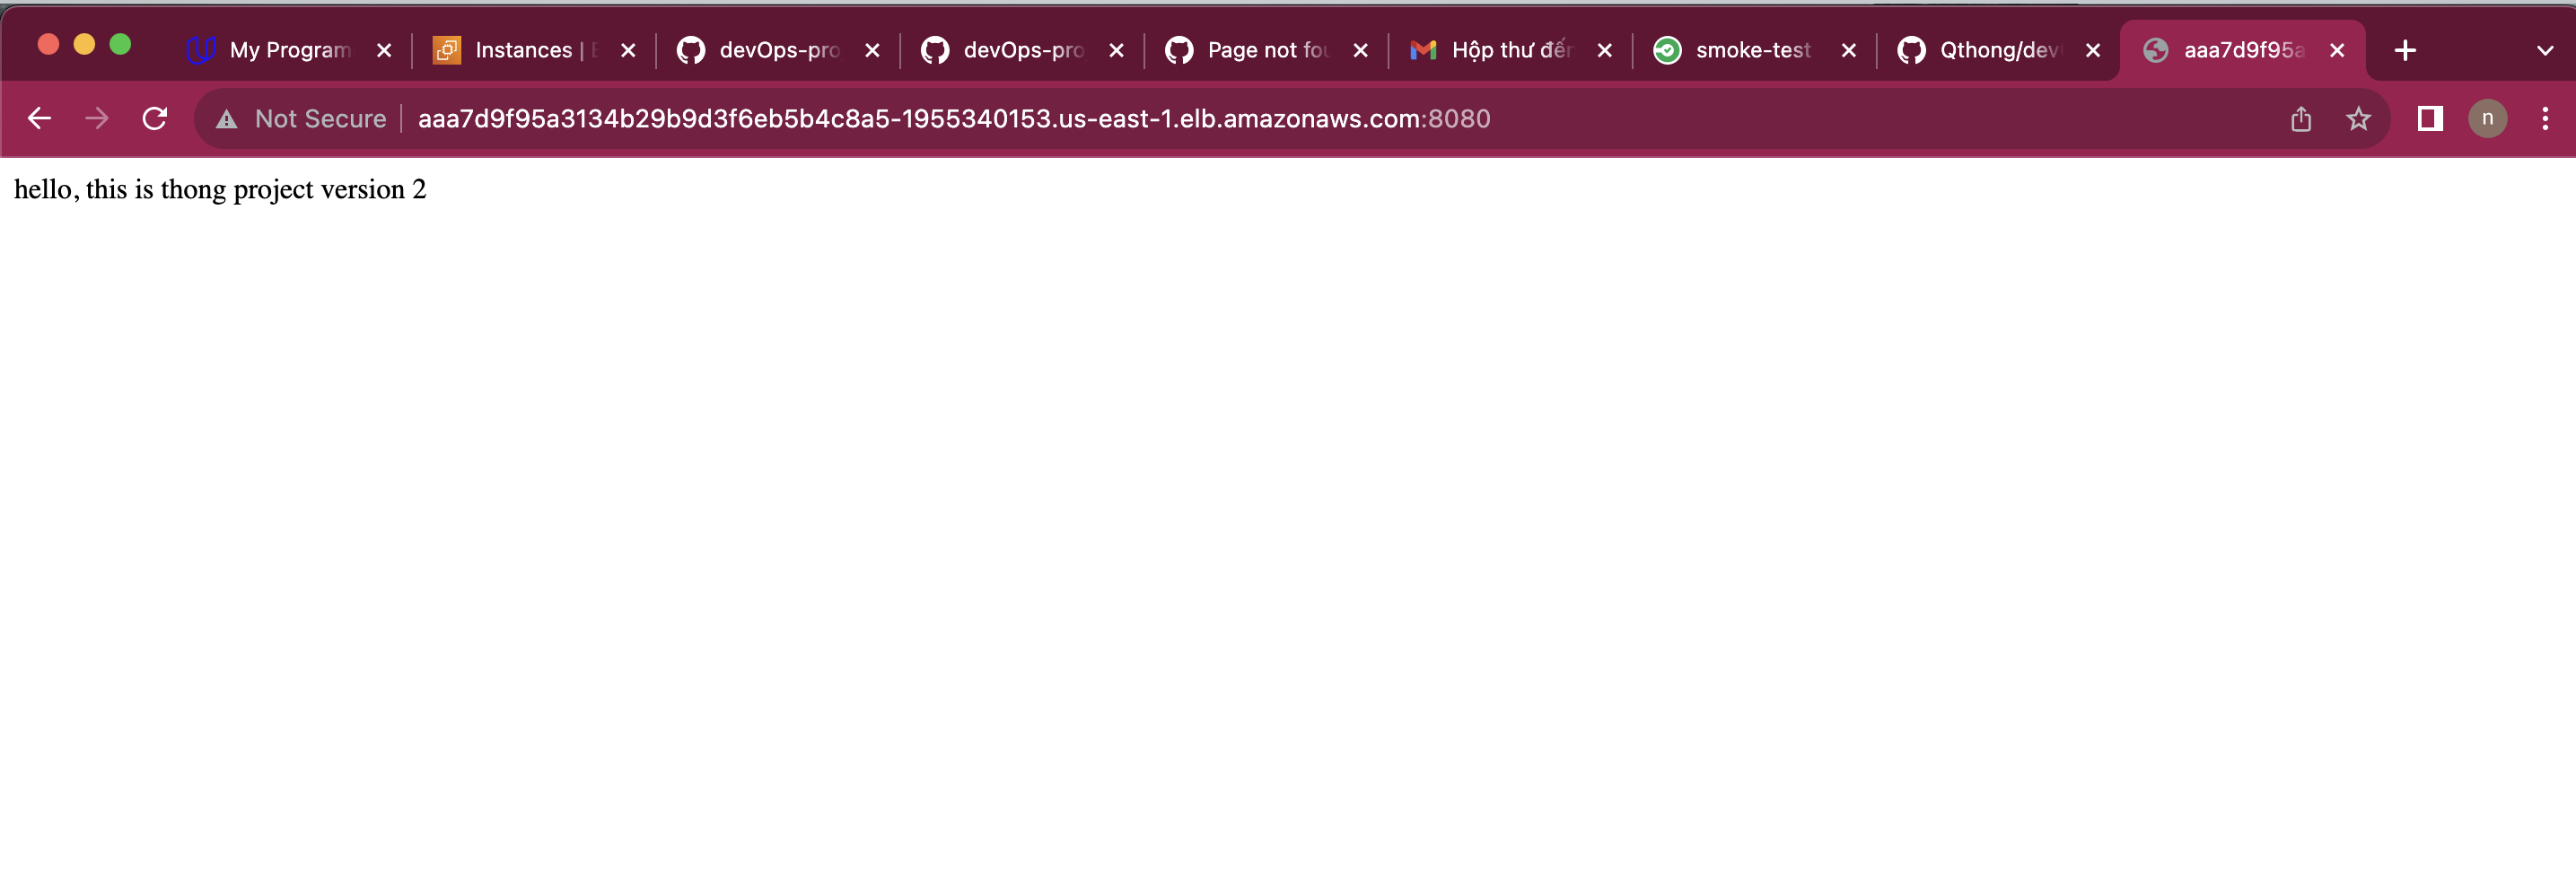 My Program
Instances | E
devOps-pro
devOps-pro
Page not fou
Hộp thư đến
smoke-test
Qthong/dev
aaa7d9f95a
Not Secure
aaa7d9f95a3134b29b9d3f6eb5b4c8a5-1955340153.us-east-1.elb.amazonaws.com:8080
n
hello, this is thong project version 2